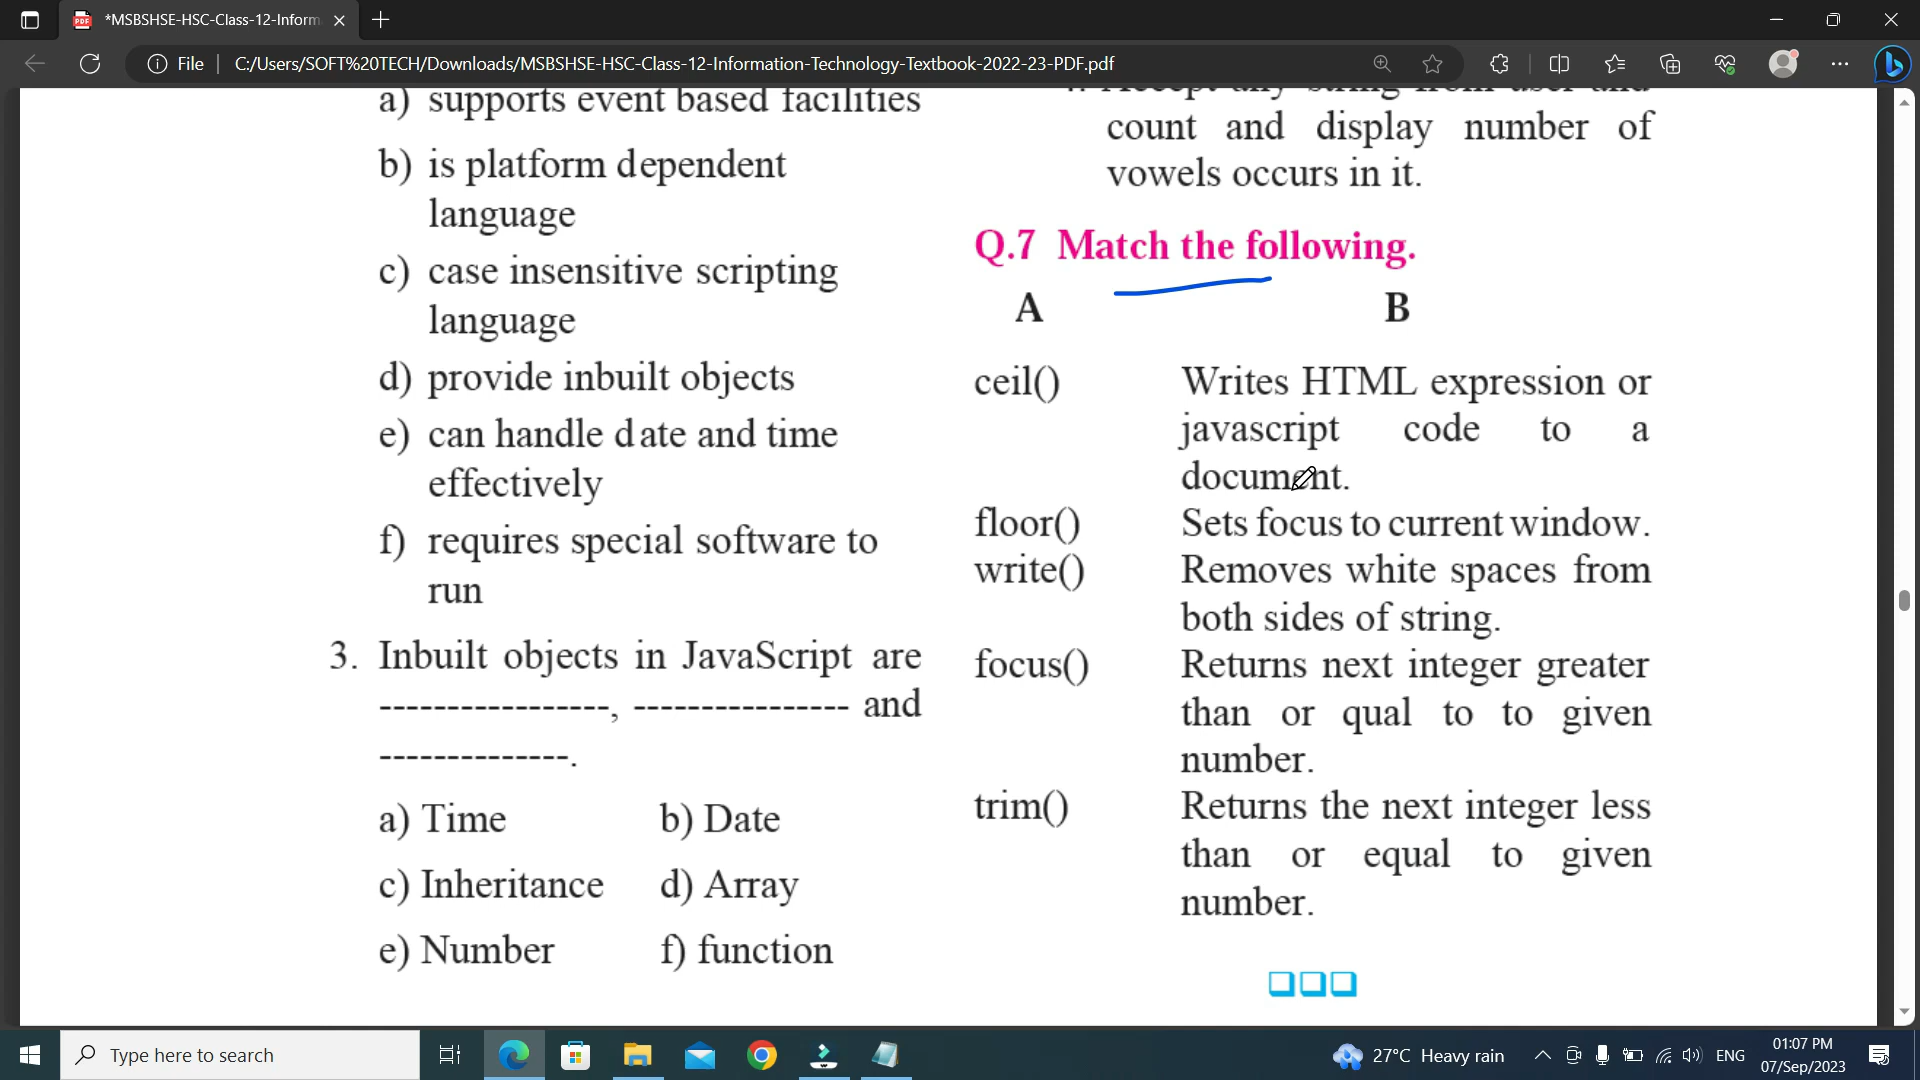 *MSBSHSE-HSC-Class-12-Inform
File
C:/Users/SOFT%20TECH/Downloads/MSBSHSE-HSC-Class-12-Information-Technology-Textbook-2022-23-PDF.pdf
a) supports event based facilities
b) is platform dependent
language
c) case insensitive scripting
language
d) provide inbuilt objects
e) can handle date and time
effectively
f) requires special software to
run
3. Inbuilt objects in JavaScript are
-----------------, ---------------- and
--------------.
a) Time b) Date
c) Inheritance d) Array
e) Number f) function
4. Accept any string from user and
count and display number of
vowels occurs in it.
Q.7 Match the following.
A B
ceil() Writes HTML expression or
javascript code to a
document.
floor() Sets focus to current window.
write() Removes white spaces from
both sides of string.
focus() Returns next integer greater
than or qual to to given
number.
trim() Returns the next integer less
than or equal to given
number.
Type here to search
27°C Heavy rain
ENG
01:07 PM
07/Sep/2023